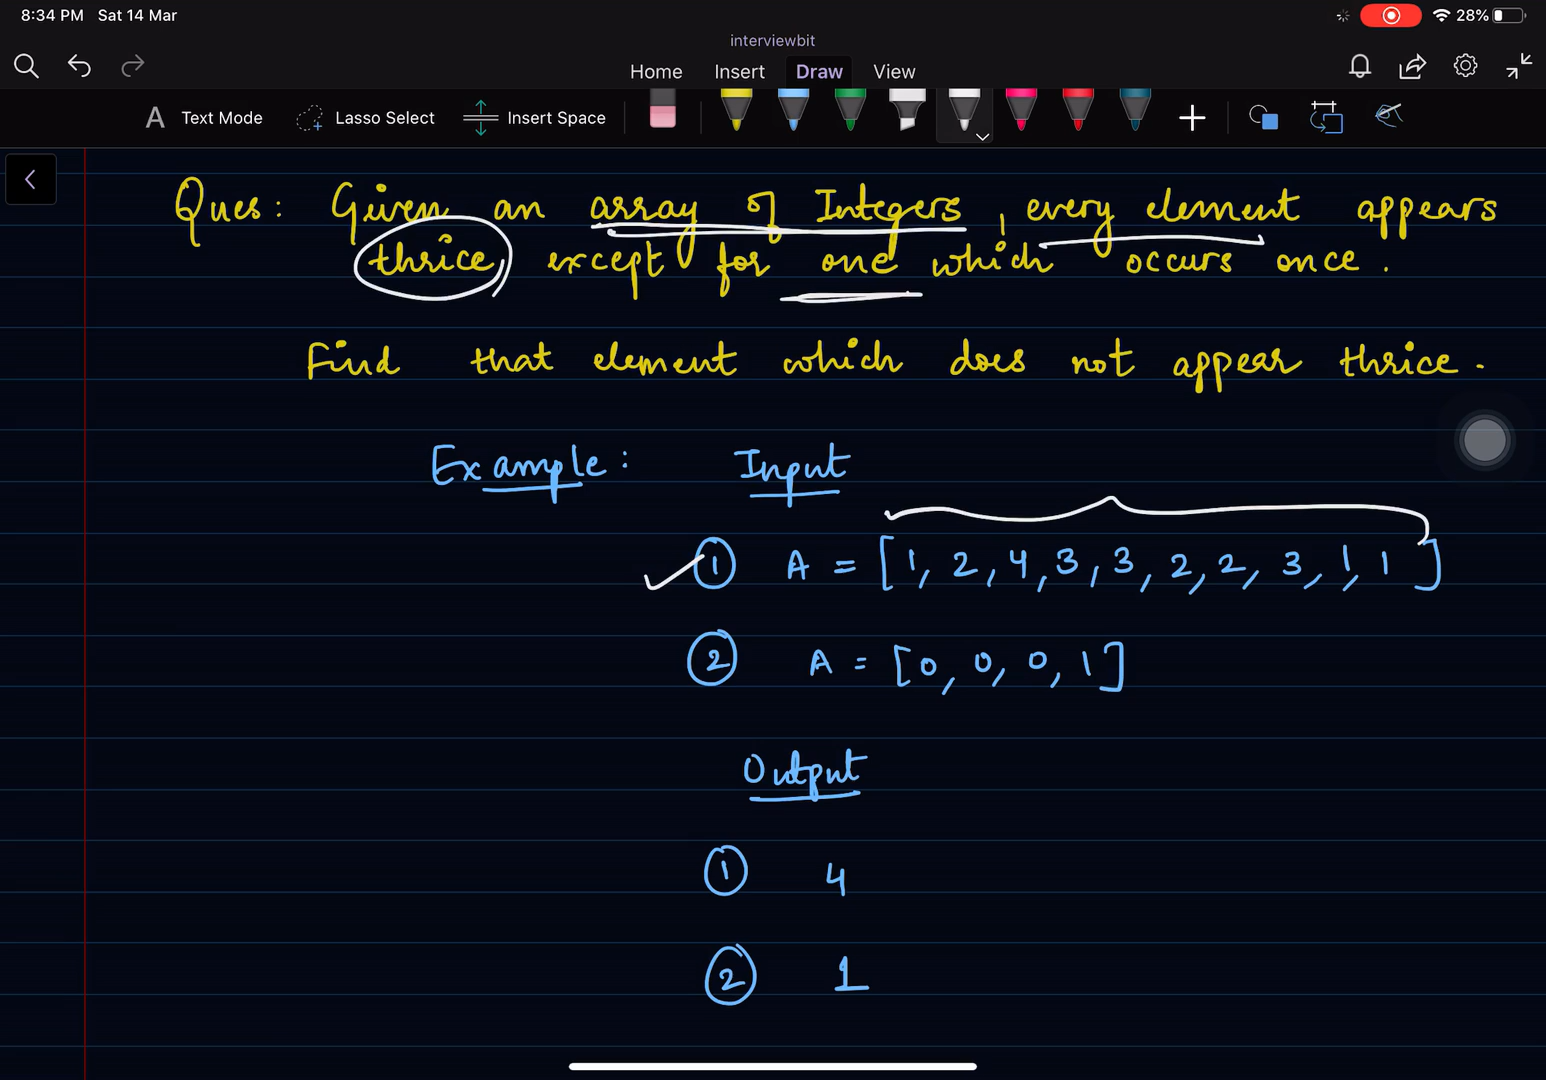 8:34 PM Sat 14 Mar
28%
interviewbit
Home Insert Draw View
A Text Mode Lasso Select Insert Space
Ques: Given an array of Integers, every element appears
thrice except for one which occurs once.
Find that element which does not appear thrice.
Example: Input
① A = [1, 2, 4, 3, 3, 2, 2, 3, 1, 1]
② A = [0, 0, 0, 1]
Output
① 4
② 1